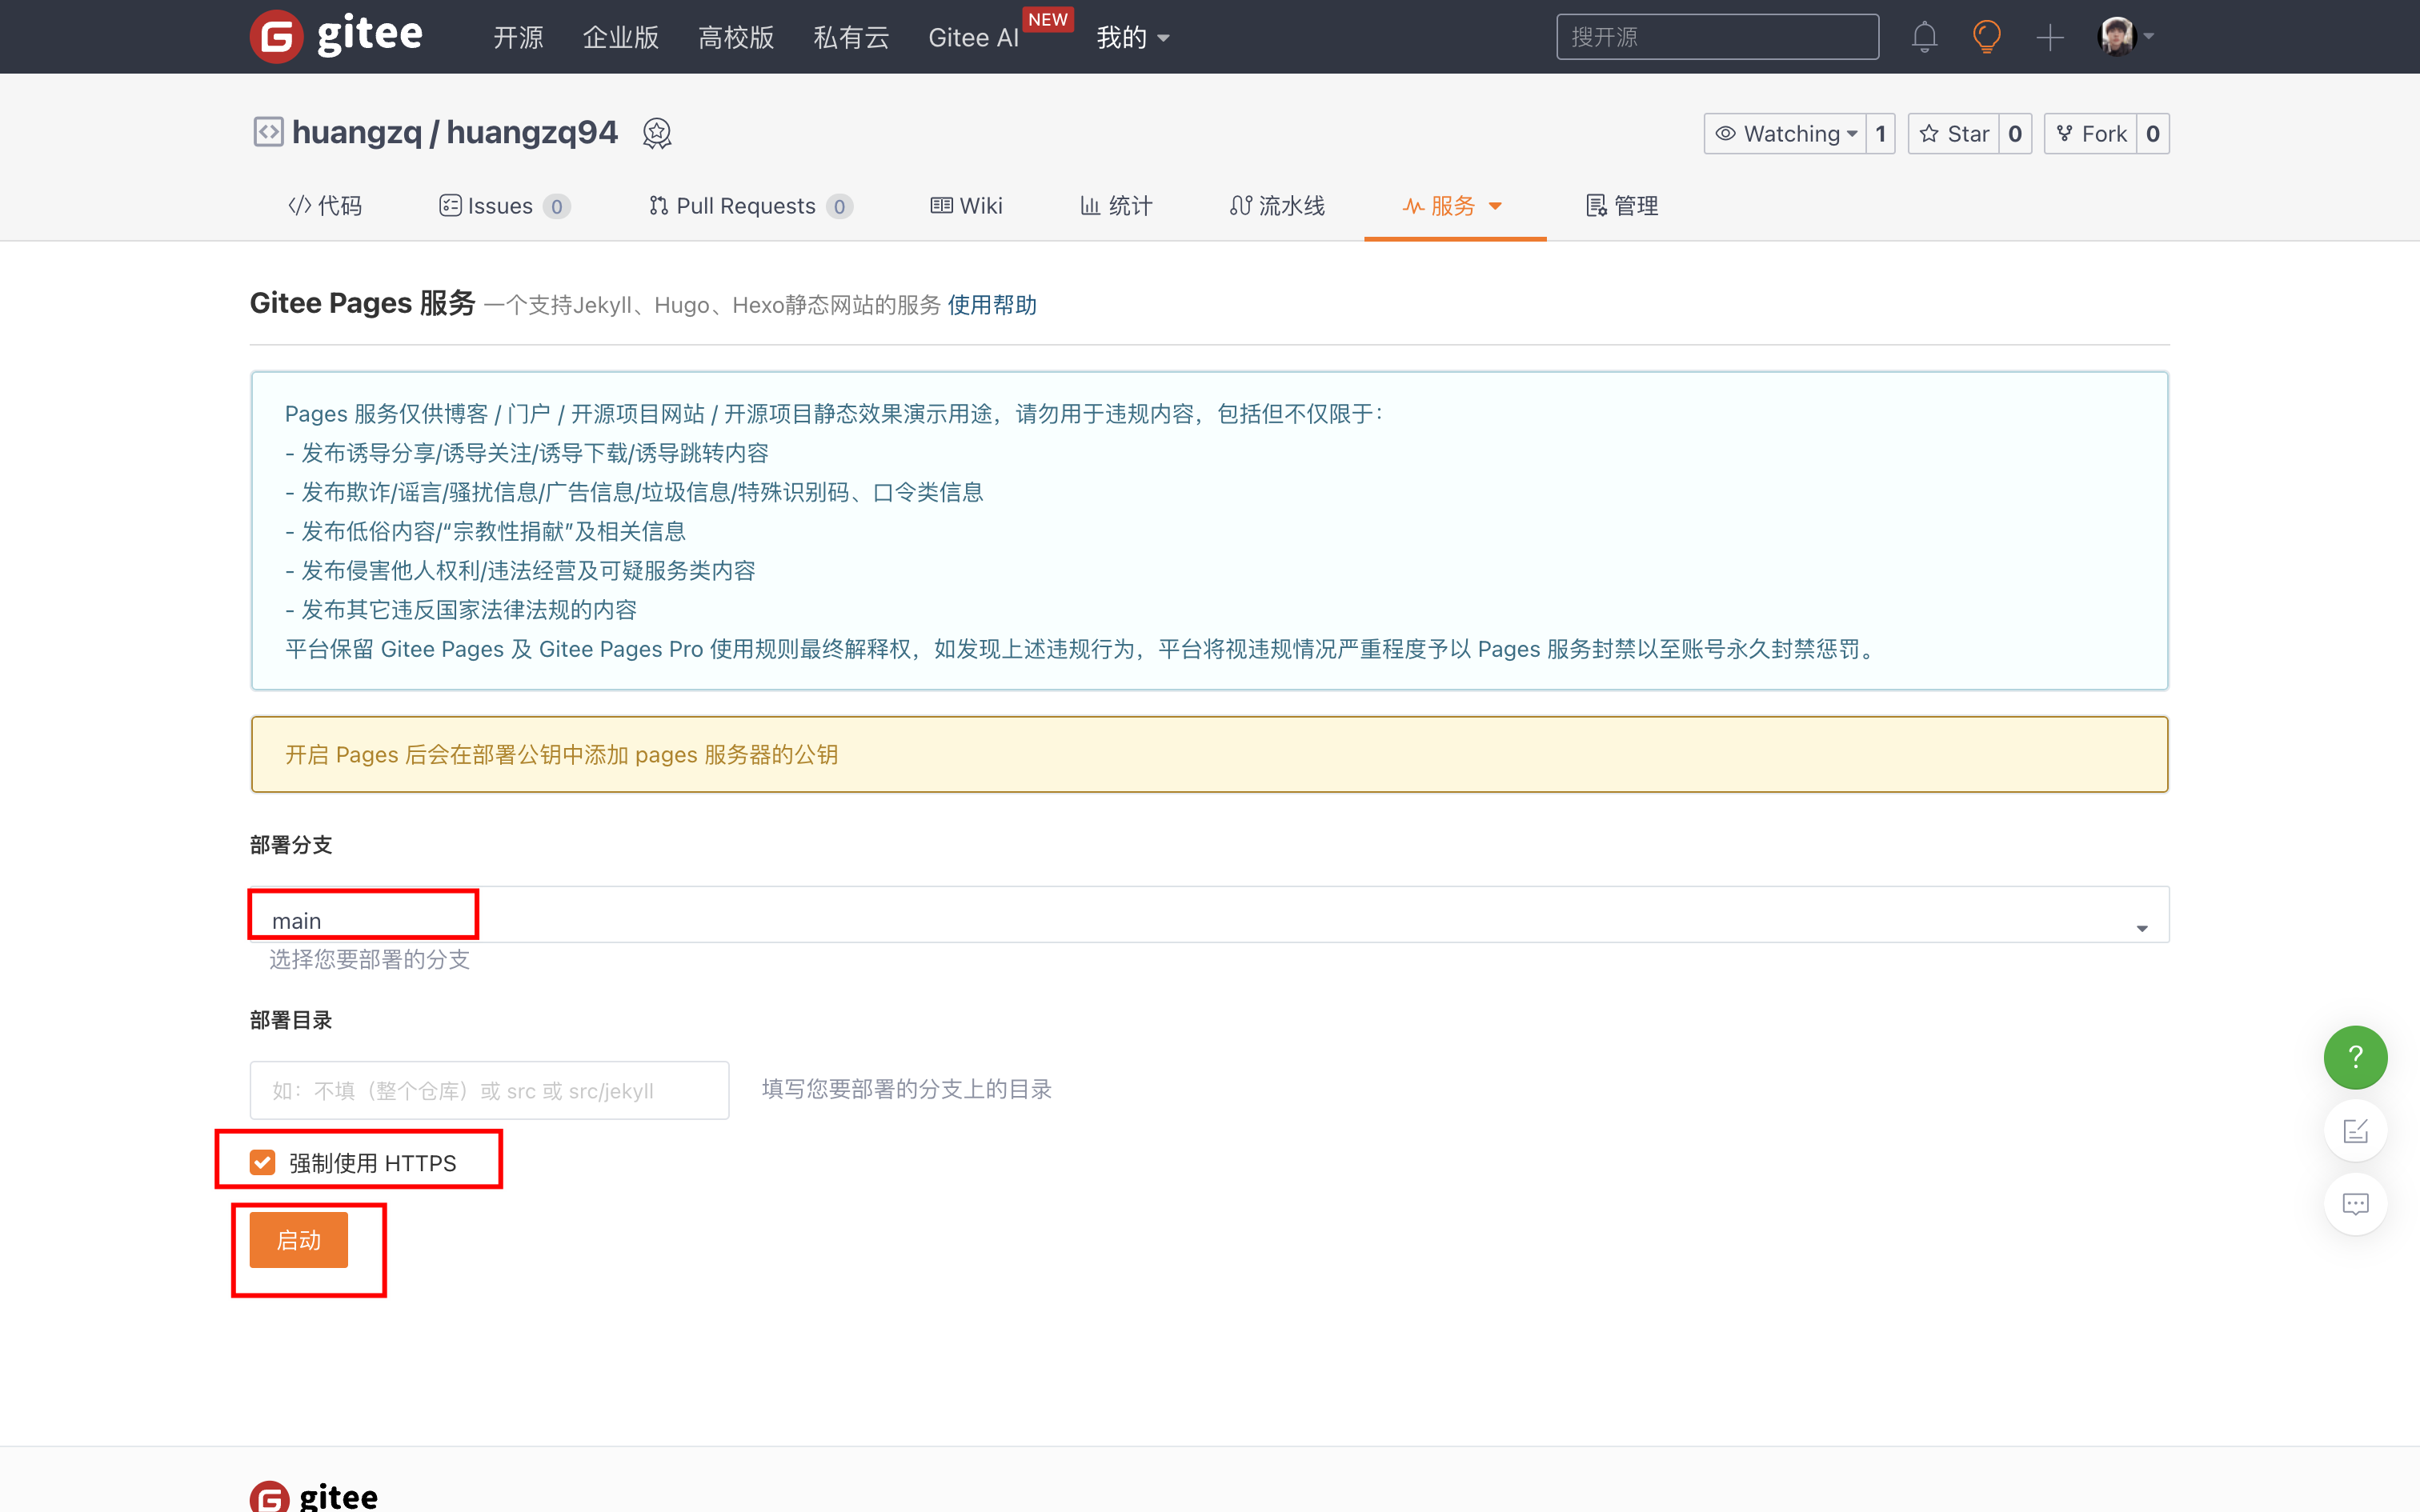 gitee 开源 企业版 高校版 私有云 Gitee AI NEW 我的 搜开源
huangzq / huangzq94 Watching 1 Star 0 Fork 0
代码 Issues 0 Pull Requests 0 Wiki 统计 流水线 服务 管理
Gitee Pages 服务 一个支持Jekyll、Hugo、Hexo静态网站的服务 使用帮助
Pages 服务仅供博客 / 门户 / 开源项目网站 / 开源项目静态效果演示用途，请勿用于违规内容，包括但不仅限于：
- 发布诱导分享/诱导关注/诱导下载/诱导跳转内容
- 发布欺诈/谣言/骚扰信息/广告信息/垃圾信息/特殊识别码、口令类信息
- 发布低俗内容/“宗教性捐献”及相关信息
- 发布侵害他人权利/违法经营及可疑服务类内容
- 发布其它违反国家法律法规的内容
平台保留 Gitee Pages 及 Gitee Pages Pro 使用规则最终解释权，如发现上述违规行为，平台将视违规情况严重程度予以 Pages 服务封禁以至账号永久封禁惩罚。
开启 Pages 后会在部署公钥中添加 pages 服务器的公钥
部署分支
main
选择您要部署的分支
部署目录
如：不填（整个仓库）或 src 或 src/jekyll 填写您要部署的分支上的目录
强制使用 HTTPS
启动
gitee